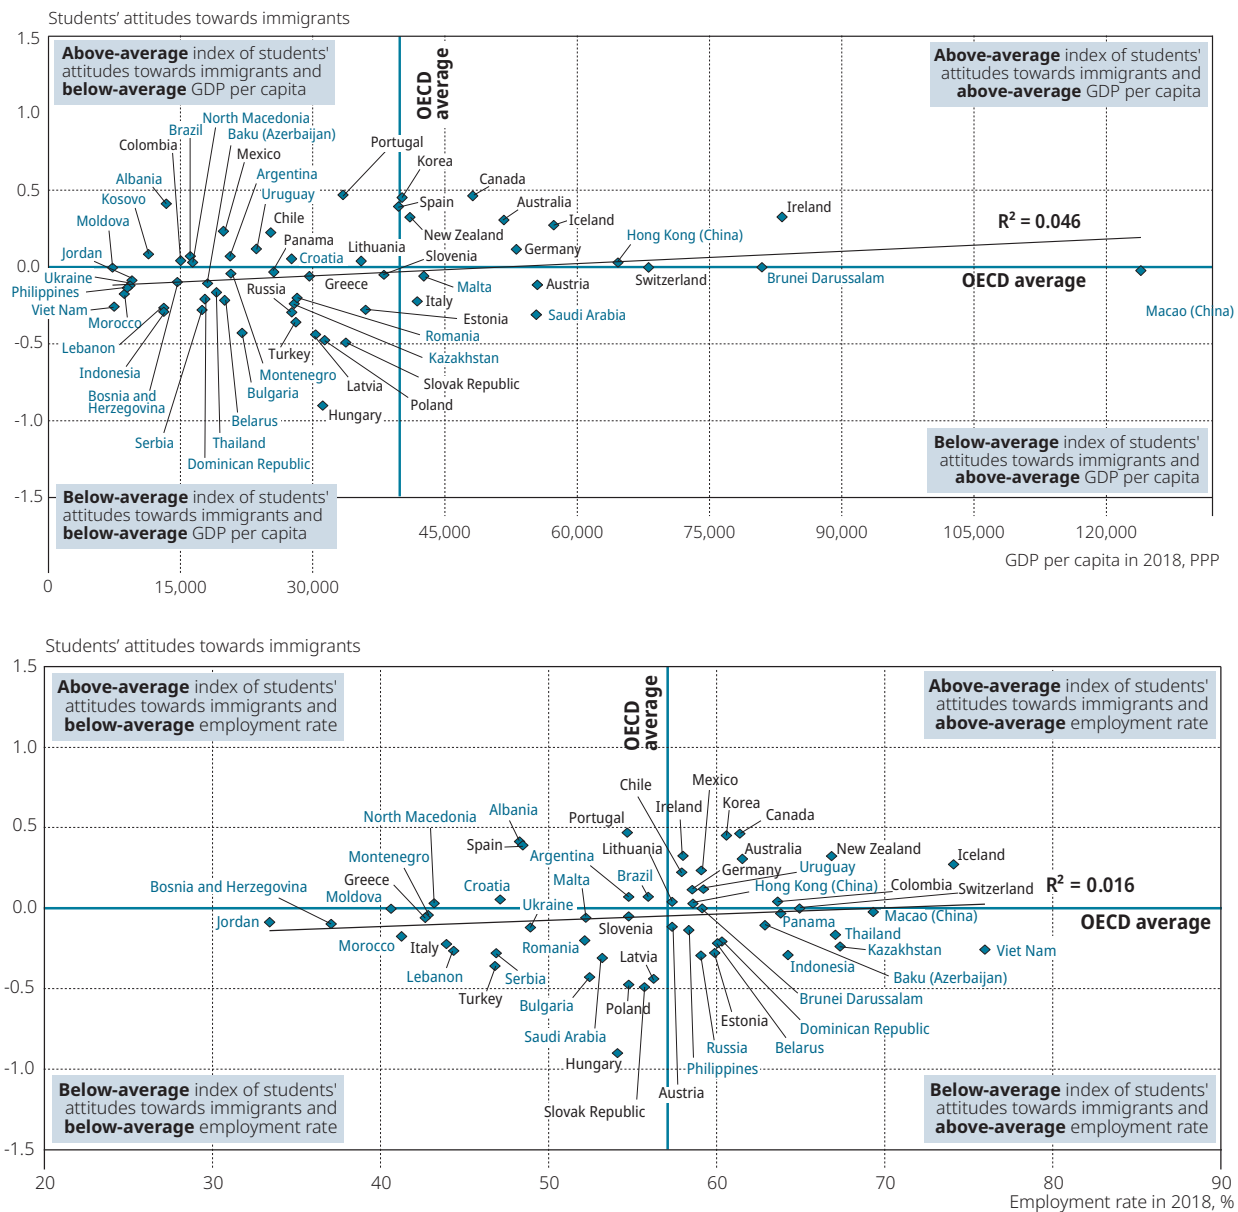 Students’ attitudes towards immigrants
1.5
1.0
0.5
0.0
-0.5
-1.0
-1.5
Above-average index of students'
attitudes towards immigrants and
below-average GDP per capita
OECD
average
Above-average index of students'
attitudes towards immigrants and
above-average GDP per capita
North Macedonia
Brazil
Baku (Azerbaijan)
Colombia
Mexico
Portugal
Korea
Argentina
Albania
Canada
Kosovo
Uruguay
Spain
Australia
Ireland
Moldova
Chile
Iceland
R² = 0.046
New Zealand
Hong Kong (China)
Panama
Lithuania
Germany
Jordan
Croatia
Slovenia
Ukraine
Greece
Malta
Austria
Switzerland
Brunei Darussalam
OECD average
Philippines
Russia
Italy
Viet Nam
Saudi Arabia
Macao (China)
Morocco
Estonia
Romania
Lebanon
Turkey
Kazakhstan
Indonesia
Montenegro
Latvia
Slovak Republic
Bosnia and
Herzegovina
Bulgaria
Poland
Hungary
Belarus
Serbia
Thailand
Dominican Republic
Below-average index of students'
attitudes towards immigrants and
above-average GDP per capita
Below-average index of students'
attitudes towards immigrants and
below-average GDP per capita
45,000
60,000
75,000
90,000
105,000
120,000
GDP per capita in 2018, PPP
0
15,000
30,000
Students’ attitudes towards immigrants
1.5
1.0
0.5
0.0
-0.5
-1.0
-1.5
Above-average index of students'
attitudes towards immigrants and
below-average employment rate
OECD
average
Above-average index of students'
attitudes towards immigrants and
above-average employment rate
Chile
Mexico
Ireland
Korea
Albania
North Macedonia
Portugal
Canada
Spain
Lithuania
Australia
New Zealand
Argentina
Iceland
Montenegro
Germany
Uruguay
Greece
Malta
Brazil
Hong Kong (China)
Colombia
Switzerland
R² = 0.016
Bosnia and Herzegovina
Moldova
Croatia
Ukraine
Jordan
Macao (China)
OECD average
Panama
Slovenia
Thailand
Morocco
Italy
Romania
Kazakhstan
Viet Nam
Latvia
Indonesia
Lebanon
Serbia
Baku (Azerbaijan)
Turkey
Bulgaria
Poland
Brunei Darussalam
Estonia
Dominican Republic
Saudi Arabia
Russia
Belarus
Hungary
Philippines
Austria
Slovak Republic
Below-average index of students'
attitudes towards immigrants and
below-average employment rate
Below-average index of students'
attitudes towards immigrants and
above-average employment rate
20
30
40
50
60
70
80
90
Employment rate in 2018, %